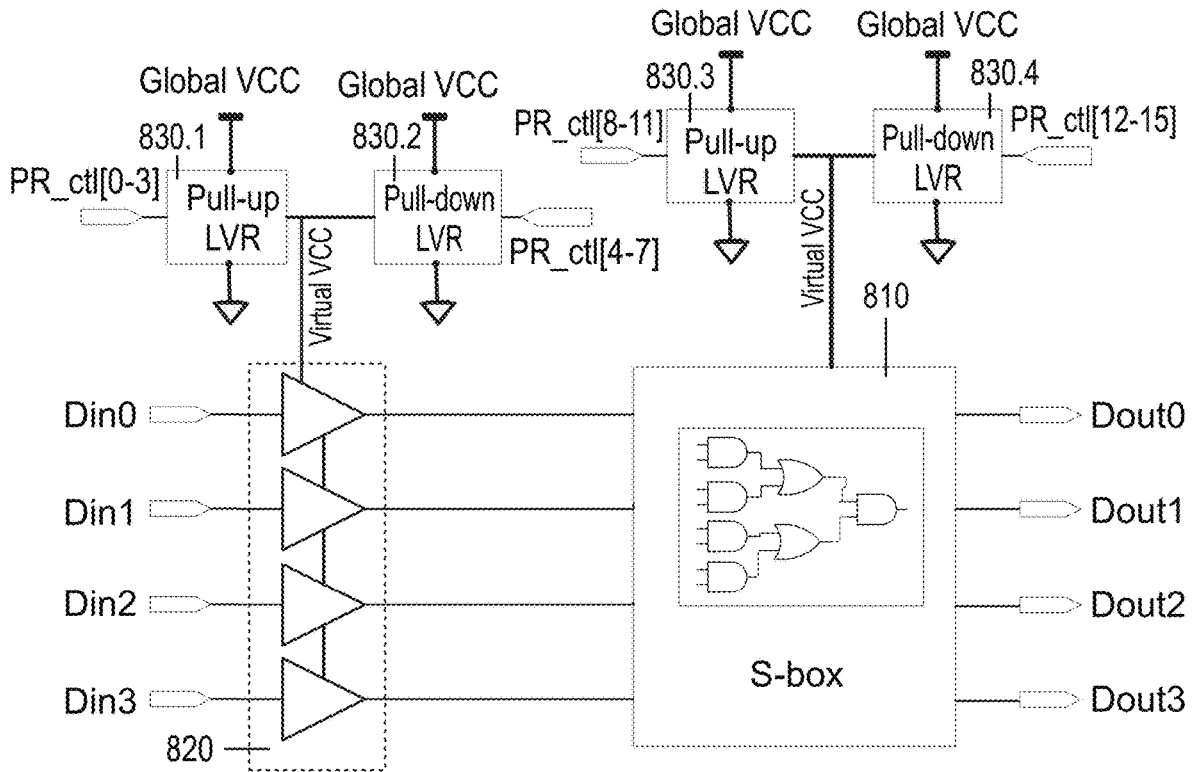 Global VCC
Global VCC
830.3
830.4
PR_ctl[8-11]
Pull-up
LVR
Pull-down
LVR
PR_ctl[12-15]
Global VCC
Global VCC
830.1
830.2
PR_ctl[0-3]
Pull-up
LVR
Pull-down
LVR
PR_ctl[4-7]
Virtual VCC
Virtual VCC
810
Din0
Dout0
Din1
Dout1
Din2
Dout2
S-box
Din3
Dout3
820